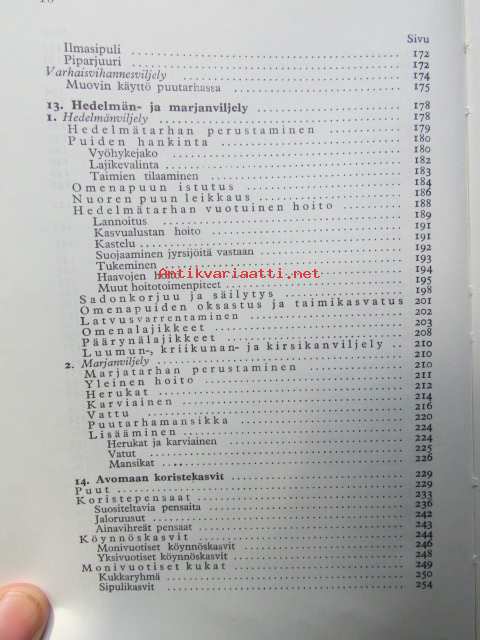 Sivu
Ilmasipuli 172
Piparjuuri 172
Varhaisvihannesviljely 174
Muovin käyttö puutarhassa 175
13. Hedelmän- ja marjanviljely 178
1. Hedelmänviljely 178
Hedelmätarhan perustaminen 179
Puiden hankinta 180
Vyöhykejako 180
Lajikevalinta 182
Taimien tilaaminen 183
Omenapuun istutus 184
Nuoren puun leikkaus 186
Hedelmätarhan vuotuinen hoito 188
Lannoitus 189
Kasvualustan hoito 191
Kastelu 191
Suojaaminen jyrsijöitä vastaan 192
Tukeminen 193
Haavojen 194
Antikvariaatti.net
Muut hoitotoimenpiteet 195
Sadonkorjuu ja säilytys 198
Omenapuiden oksastus ja taimikasvatus 201
Latvusvarrentaminen 202
Omenalajikkeet 203
Päärynälajikkeet 208
Luumun-, kriikunan- ja kirsikanviljely 210
2. Marjanviljely 210
Marjatarhan perustaminen 210
Yleinen hoito 211
Herukat 212
Karviainen 214
Vattu 216
Puutarhamansikka 220
Lisääminen 224
Herukat ja karviainen 224
Vatut 225
Mansikat 226
14. Avomaan koristekasvit 229
Puut 229
Koristepensaat 233
Suositeltavia pensaita 236
Jaloruusut 242
Ainavihreät pensaat 243
Köynnöskasvit 244
Monivuotiset köynnöskasvit 246
Yksivuotiset köynnöskasvit 248
Monivuotiset kukat 249
Kukkaryhmä 250
Sipulikasvit 254